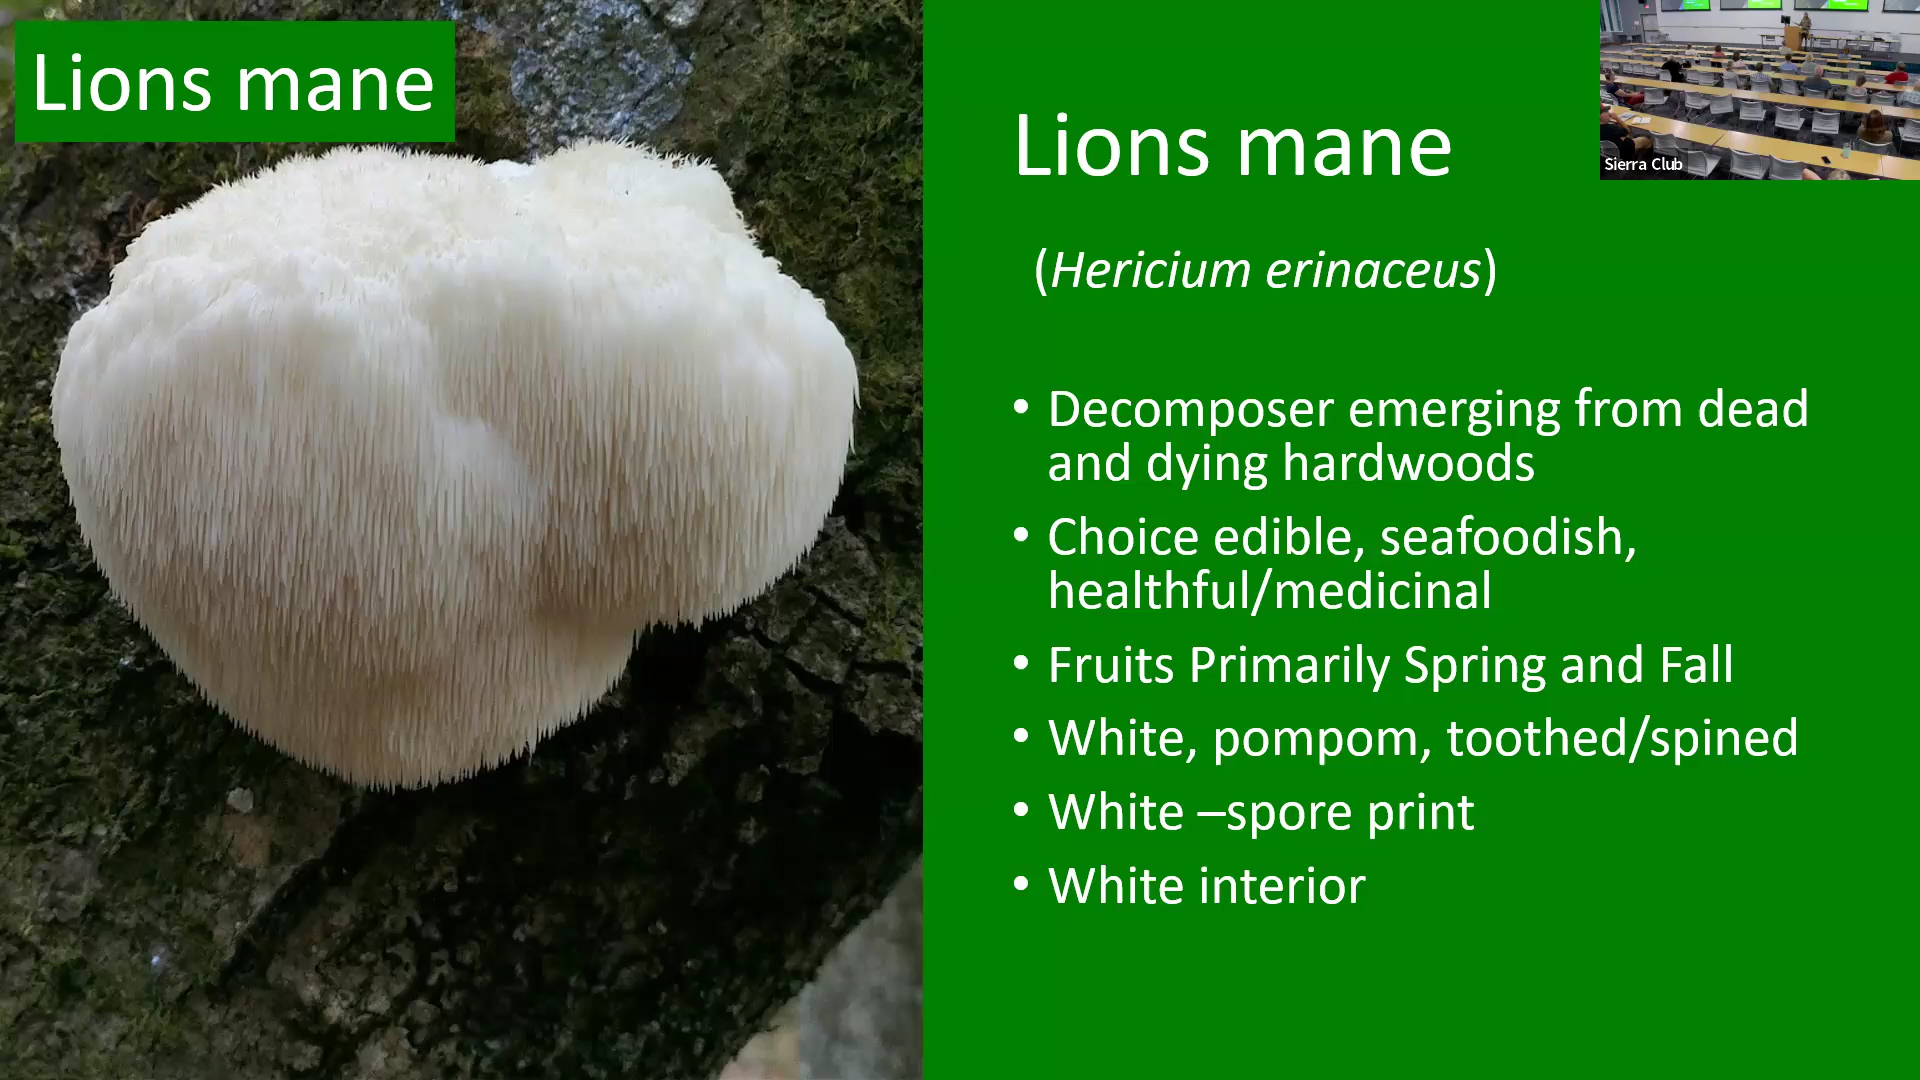 Lions mane
Lions mane
(Hericium erinaceus)
• Decomposer emerging from dead
and dying hardwoods
• Choice edible, seafoodish,
healthful/medicinal
• Fruits Primarily Spring and Fall
• White, pompom, toothed/spined
• White –spore print
• White interior
Sierra Club